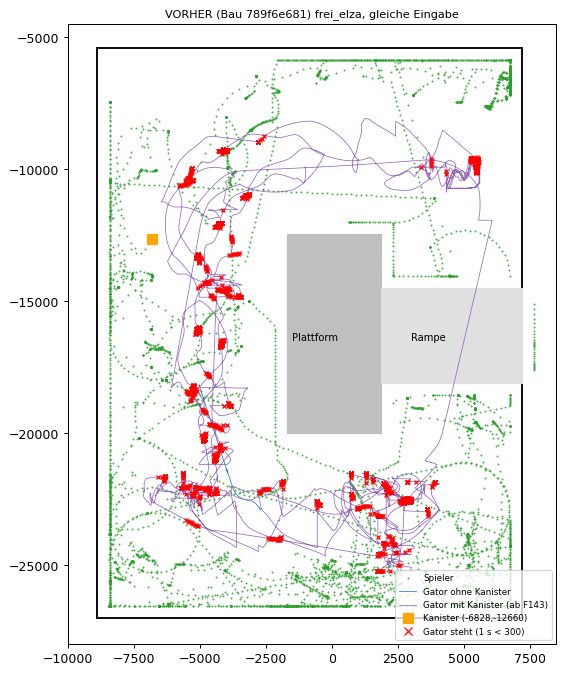 VORHER (Bau 789f6e681) frei_elza, gleiche Eingabe
−5000
−10000
−15000
−20000
−25000
Plattform
Rampe
Spieler
Gator ohne Kanister
Gator mit Kanister (ab F143)
Kanister (-6828,-12660)
Gator steht (1 s < 300)
−10000 −7500 −5000 −2500 0 2500 5000 7500